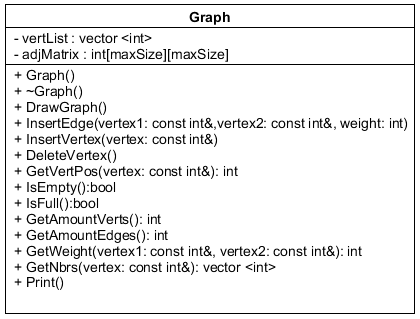 Graph
- vertList : vector <int>
- adjMatrix : int[maxSize][maxSize]
+ Graph()
+ ~Graph()
+ DrawGraph()
+ InsertEdge(vertex1: const int&,vertex2: const int&, weight: int)
+ InsertVertex(vertex: const int&)
+ DeleteVertex()
+ GetVertPos(vertex: const int&): int
+ IsEmpty():bool
+ IsFull():bool
+ GetAmountVerts(): int
+ GetAmountEdges(): int
+ GetWeight(vertex1: const int&, vertex2: const int&): int
+ GetNbrs(vertex: const int&): vector <int>
+ Print()